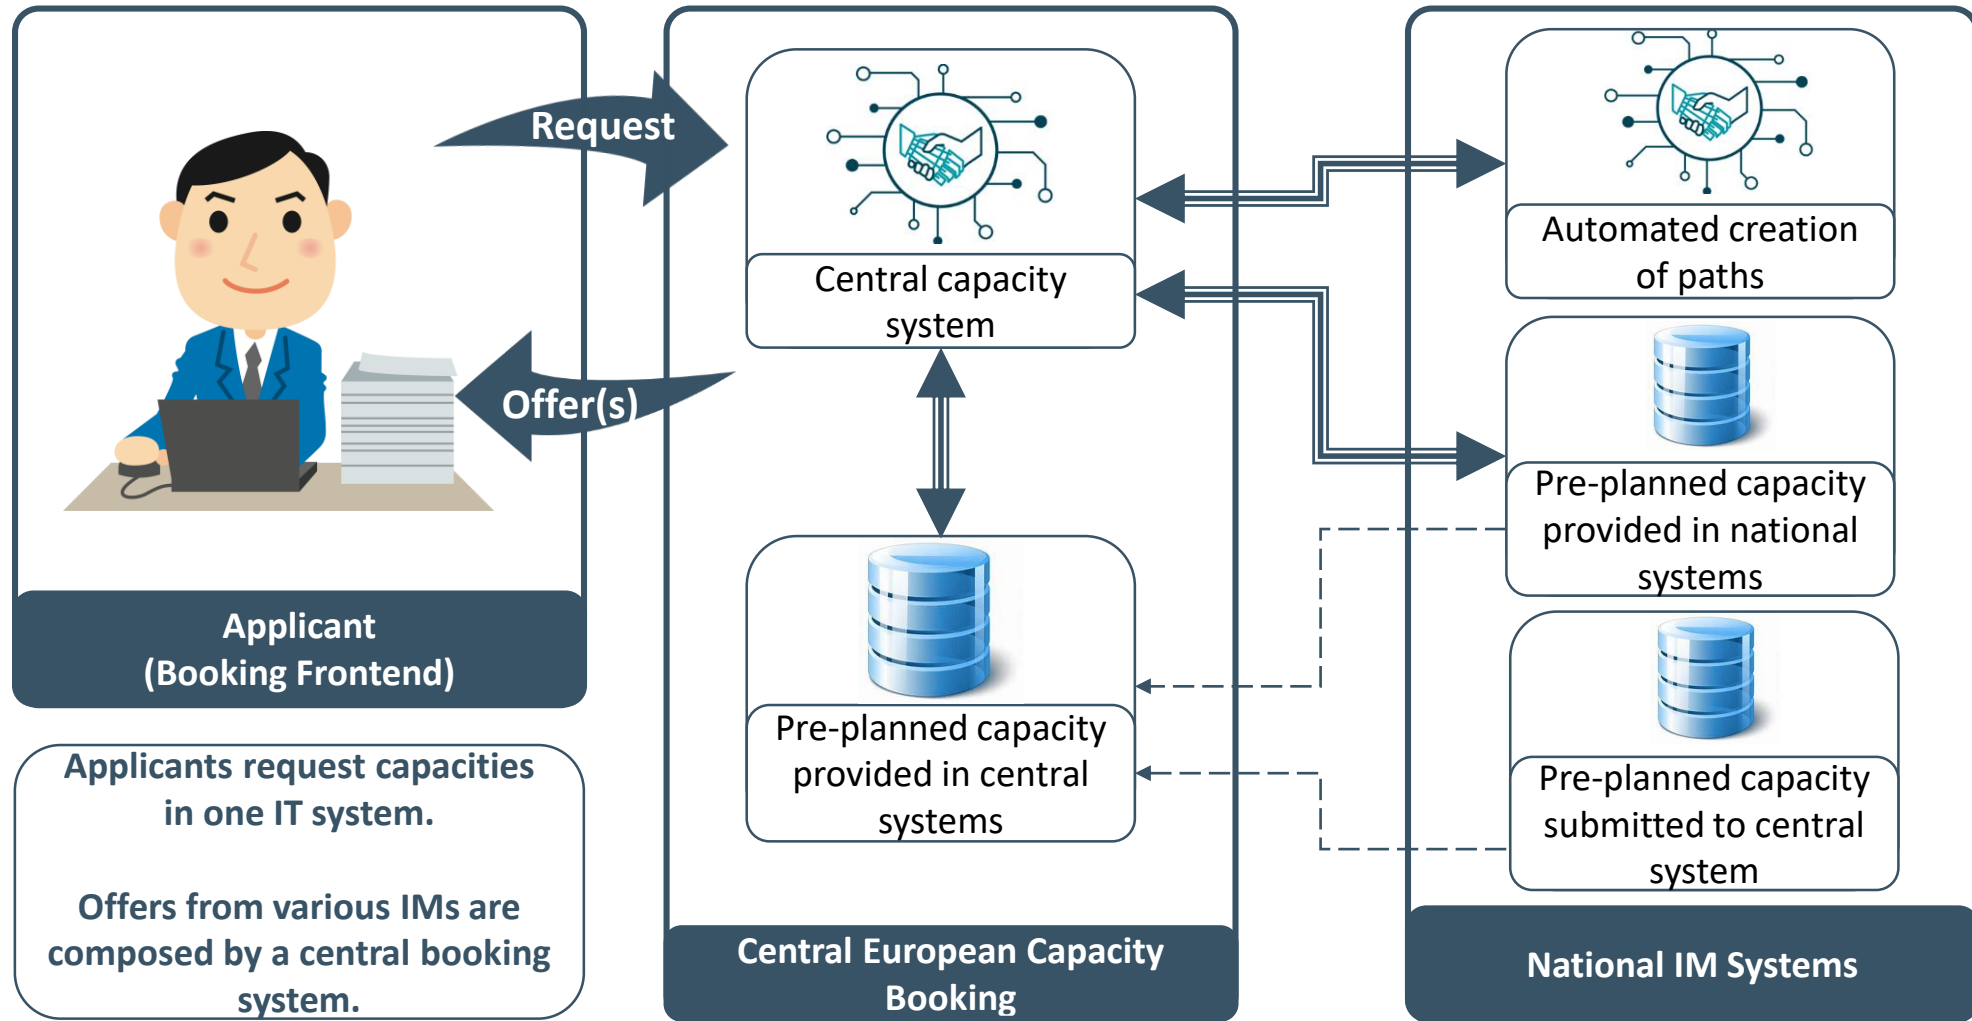 Request
Offer(s)
Applicant
(Booking Frontend)
Applicants request capacities
in one IT system.
Offers from various IMs are
composed by a central booking
system.
Central capacity
system
Pre-planned capacity
provided in central
systems
Central European Capacity
Booking
Automated creation
of paths
Pre-planned capacity
provided in national
systems
Pre-planned capacity
submitted to central
system
National IM Systems